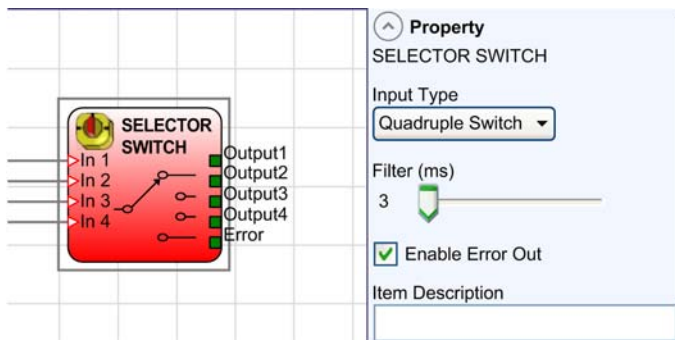 SELECTOR
SWITCH
In 1
In 2
In 3
In 4
Output1
Output2
Output3
Output4
Error
Property
SELECTOR SWITCH
Input Type
Quadruple Switch
Filter (ms)
3
Enable Error Out
Item Description